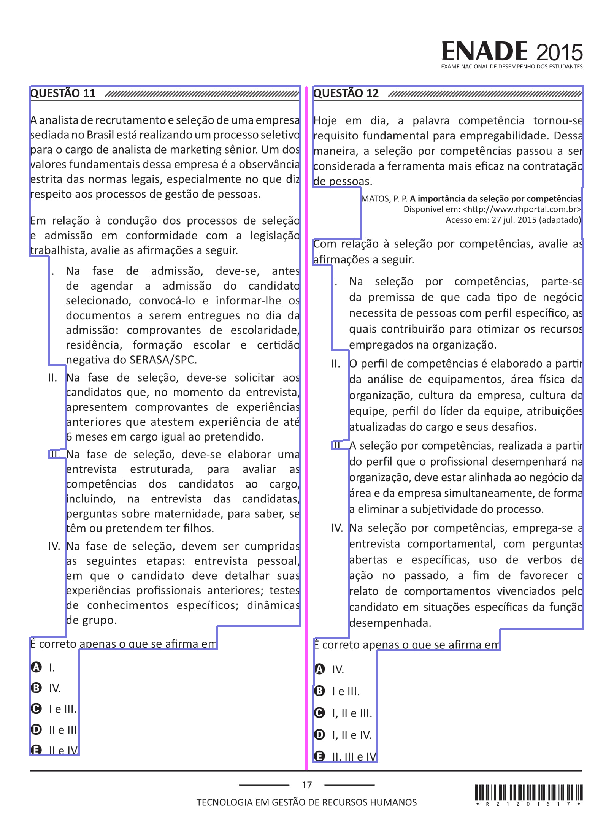 ENADE 2015
EXAME NACIONAL DE DESEMPENHO DOS ESTUDANTES
QUESTÃO 11
A analista de recrutamento e seleção de uma empresa
sediada no Brasil está realizando um processo seletivo
para o cargo de analista de marketing sênior. Um dos
valores fundamentais dessa empresa é a observância
estrita das normas legais, especialmente no que diz
respeito aos processos de gestão de pessoas.
Em relação à condução dos processos de seleção
e admissão em conformidade com a legislação
trabalhista, avalie as afirmações a seguir.
I. Na fase de admissão, deve-se, antes
de agendar a admissão do candidato
selecionado, convocá-lo e informar-lhe os
documentos a serem entregues no dia da
admissão: comprovantes de escolaridade,
residência, formação escolar e certidão
negativa do SERASA/SPC.
II. Na fase de seleção, deve-se solicitar aos
candidatos que, no momento da entrevista,
apresentem comprovantes de experiências
anteriores que atestem experiência de até
6 meses em cargo igual ao pretendido.
III. Na fase de seleção, deve-se elaborar uma
entrevista estruturada, para avaliar as
competências dos candidatos ao cargo,
incluindo, na entrevista das candidatas,
perguntas sobre maternidade, para saber, se
têm ou pretendem ter filhos.
IV. Na fase de seleção, devem ser cumpridas
as seguintes etapas: entrevista pessoal,
em que o candidato deve detalhar suas
experiências profissionais anteriores; testes
de conhecimentos específicos; dinâmicas
de grupo.
É correto apenas o que se afirma em
A I.
B IV.
C I e III.
D II e III
E II e IV
QUESTÃO 12
Hoje em dia, a palavra competência tornou-se
requisito fundamental para empregabilidade. Dessa
maneira, a seleção por competências passou a ser
considerada a ferramenta mais eficaz na contratação
de pessoas.
MATOS, P. P. A importância da seleção por competências
Disponível em: <http://www.rhportal.com.br>
Acesso em: 27 jul. 2015 (adaptado)
Com relação à seleção por competências, avalie as
afirmações a seguir.
I. Na seleção por competências, parte-se
da premissa de que cada tipo de negócio
necessita de pessoas com perfil específico, as
quais contribuirão para otimizar os recursos
empregados na organização.
II. O perfil de competências é elaborado a partir
da análise de equipamentos, área física da
organização, cultura da empresa, cultura da
equipe, perfil do líder da equipe, atribuições
atualizadas do cargo e seus desafios.
III. A seleção por competências, realizada a partir
do perfil que o profissional desempenhará na
organização, deve estar alinhada ao negócio da
área e da empresa simultaneamente, de forma
a eliminar a subjetividade do processo.
IV. Na seleção por competências, emprega-se a
entrevista comportamental, com perguntas
abertas e específicas, uso de verbos de
ação no passado, a fim de favorecer o
relato de comportamentos vivenciados pelo
candidato em situações específicas da função
desempenhada.
É correto apenas o que se afirma em
A IV.
B I e III.
C I, II e III.
D I, II e IV.
E II, III e IV
17
TECNOLOGIA EM GESTÃO DE RECURSOS HUMANOS